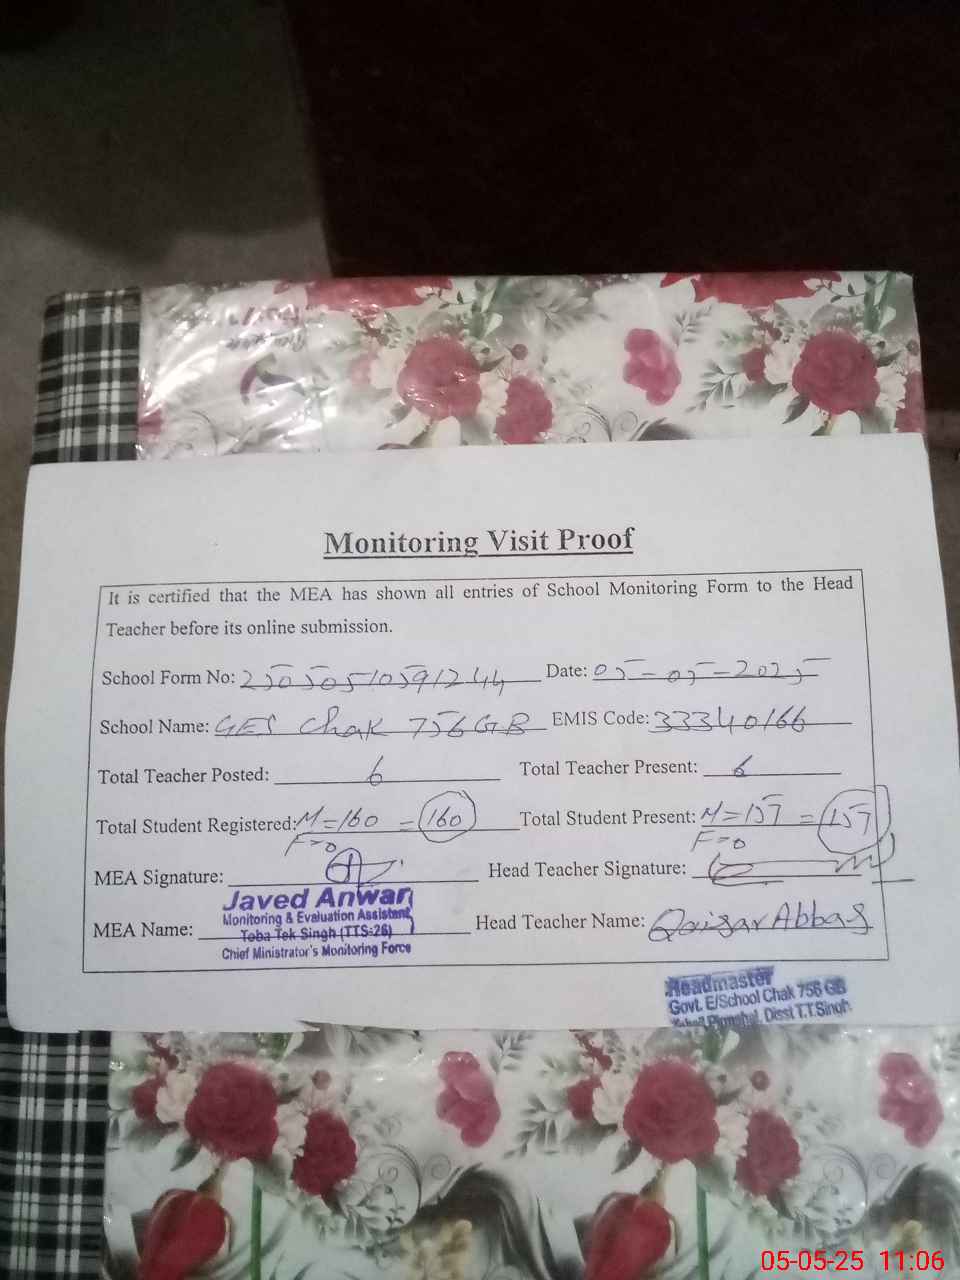 Monitoring Visit Proof
It is certified that the MEA has shown all entries of School Monitoring Form to the Head
Teacher before its online submission.
School Form No: 25050510591244 Date: 05-05-2025
School Name: GES Chak 756 GB EMIS Code: 33340166
Total Teacher Posted: 6 Total Teacher Present: 6
Total Student Registered: M=160 = 160 Total Student Present: M=157 = 157
F=0 F=0
MEA Signature: Head Teacher Signature:
Javed Anwar
Monitoring & Evaluation Assistant
MEA Name: Toba Tek Singh (TTS-26) Head Teacher Name: Qaisar Abbas
Chief Minister's Monitoring Force
Headmaster
Govt. E/School Chak 756 GB
Disst T.T.Singh.
05-05-25 11:06